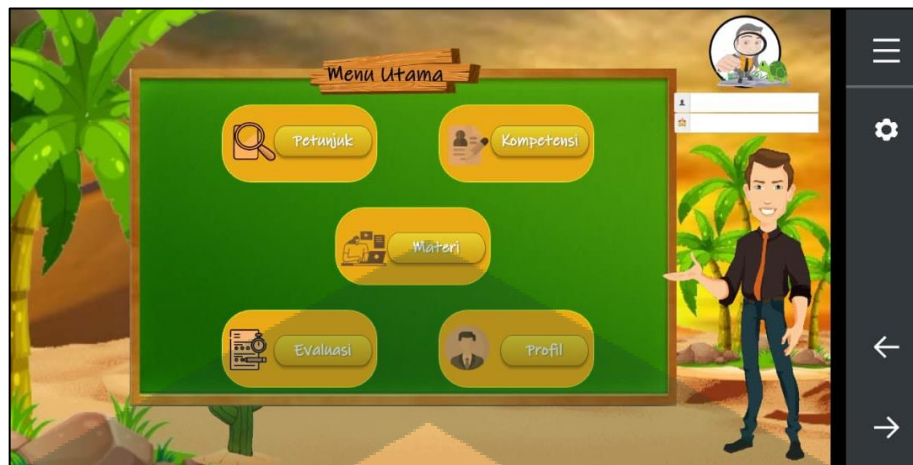 Menu Utama
Petunjuk
Kompetensi
Materi
Evaluasi
Profil